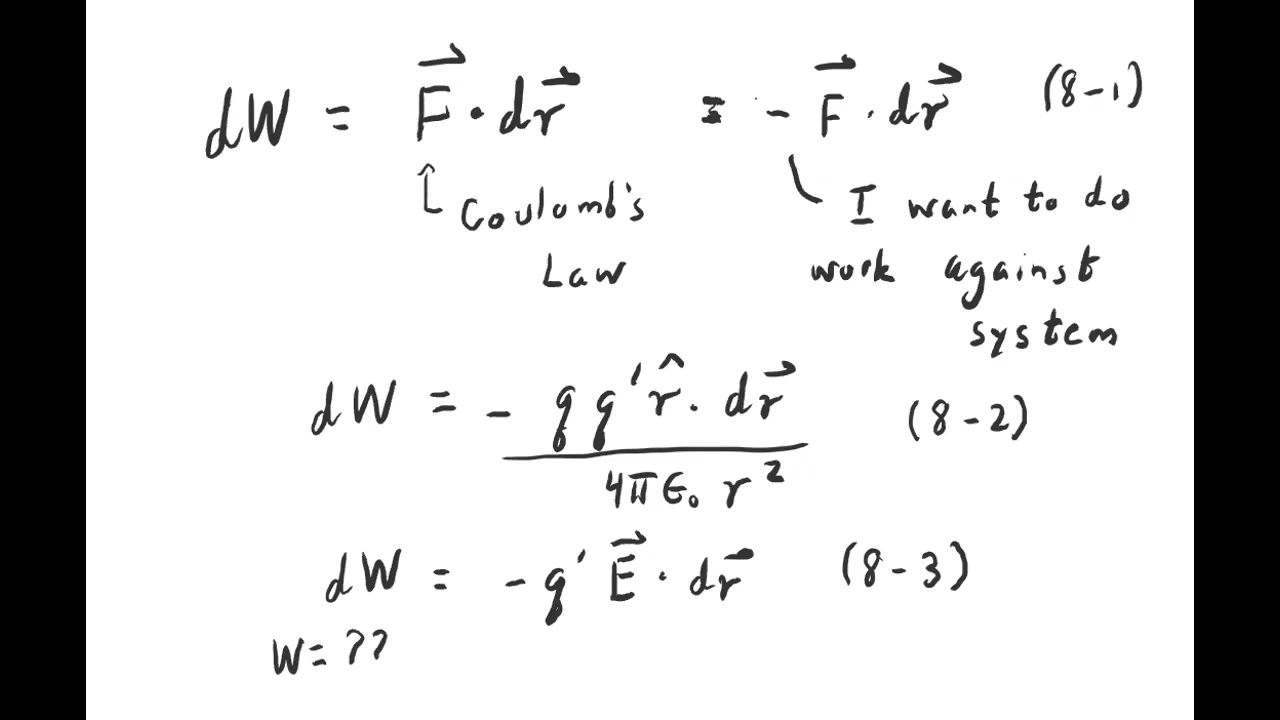 dW = F⃗ · dr⃗ = - F⃗ · dr⃗ (8-1)
↑ Coulomb's Law
I want to do
work against
system
dW = - qq'r̂ · dr⃗ / 4πϵ₀ r² (8-2)
dW = -q' E⃗ · dr⃗ (8-3)
W= ??